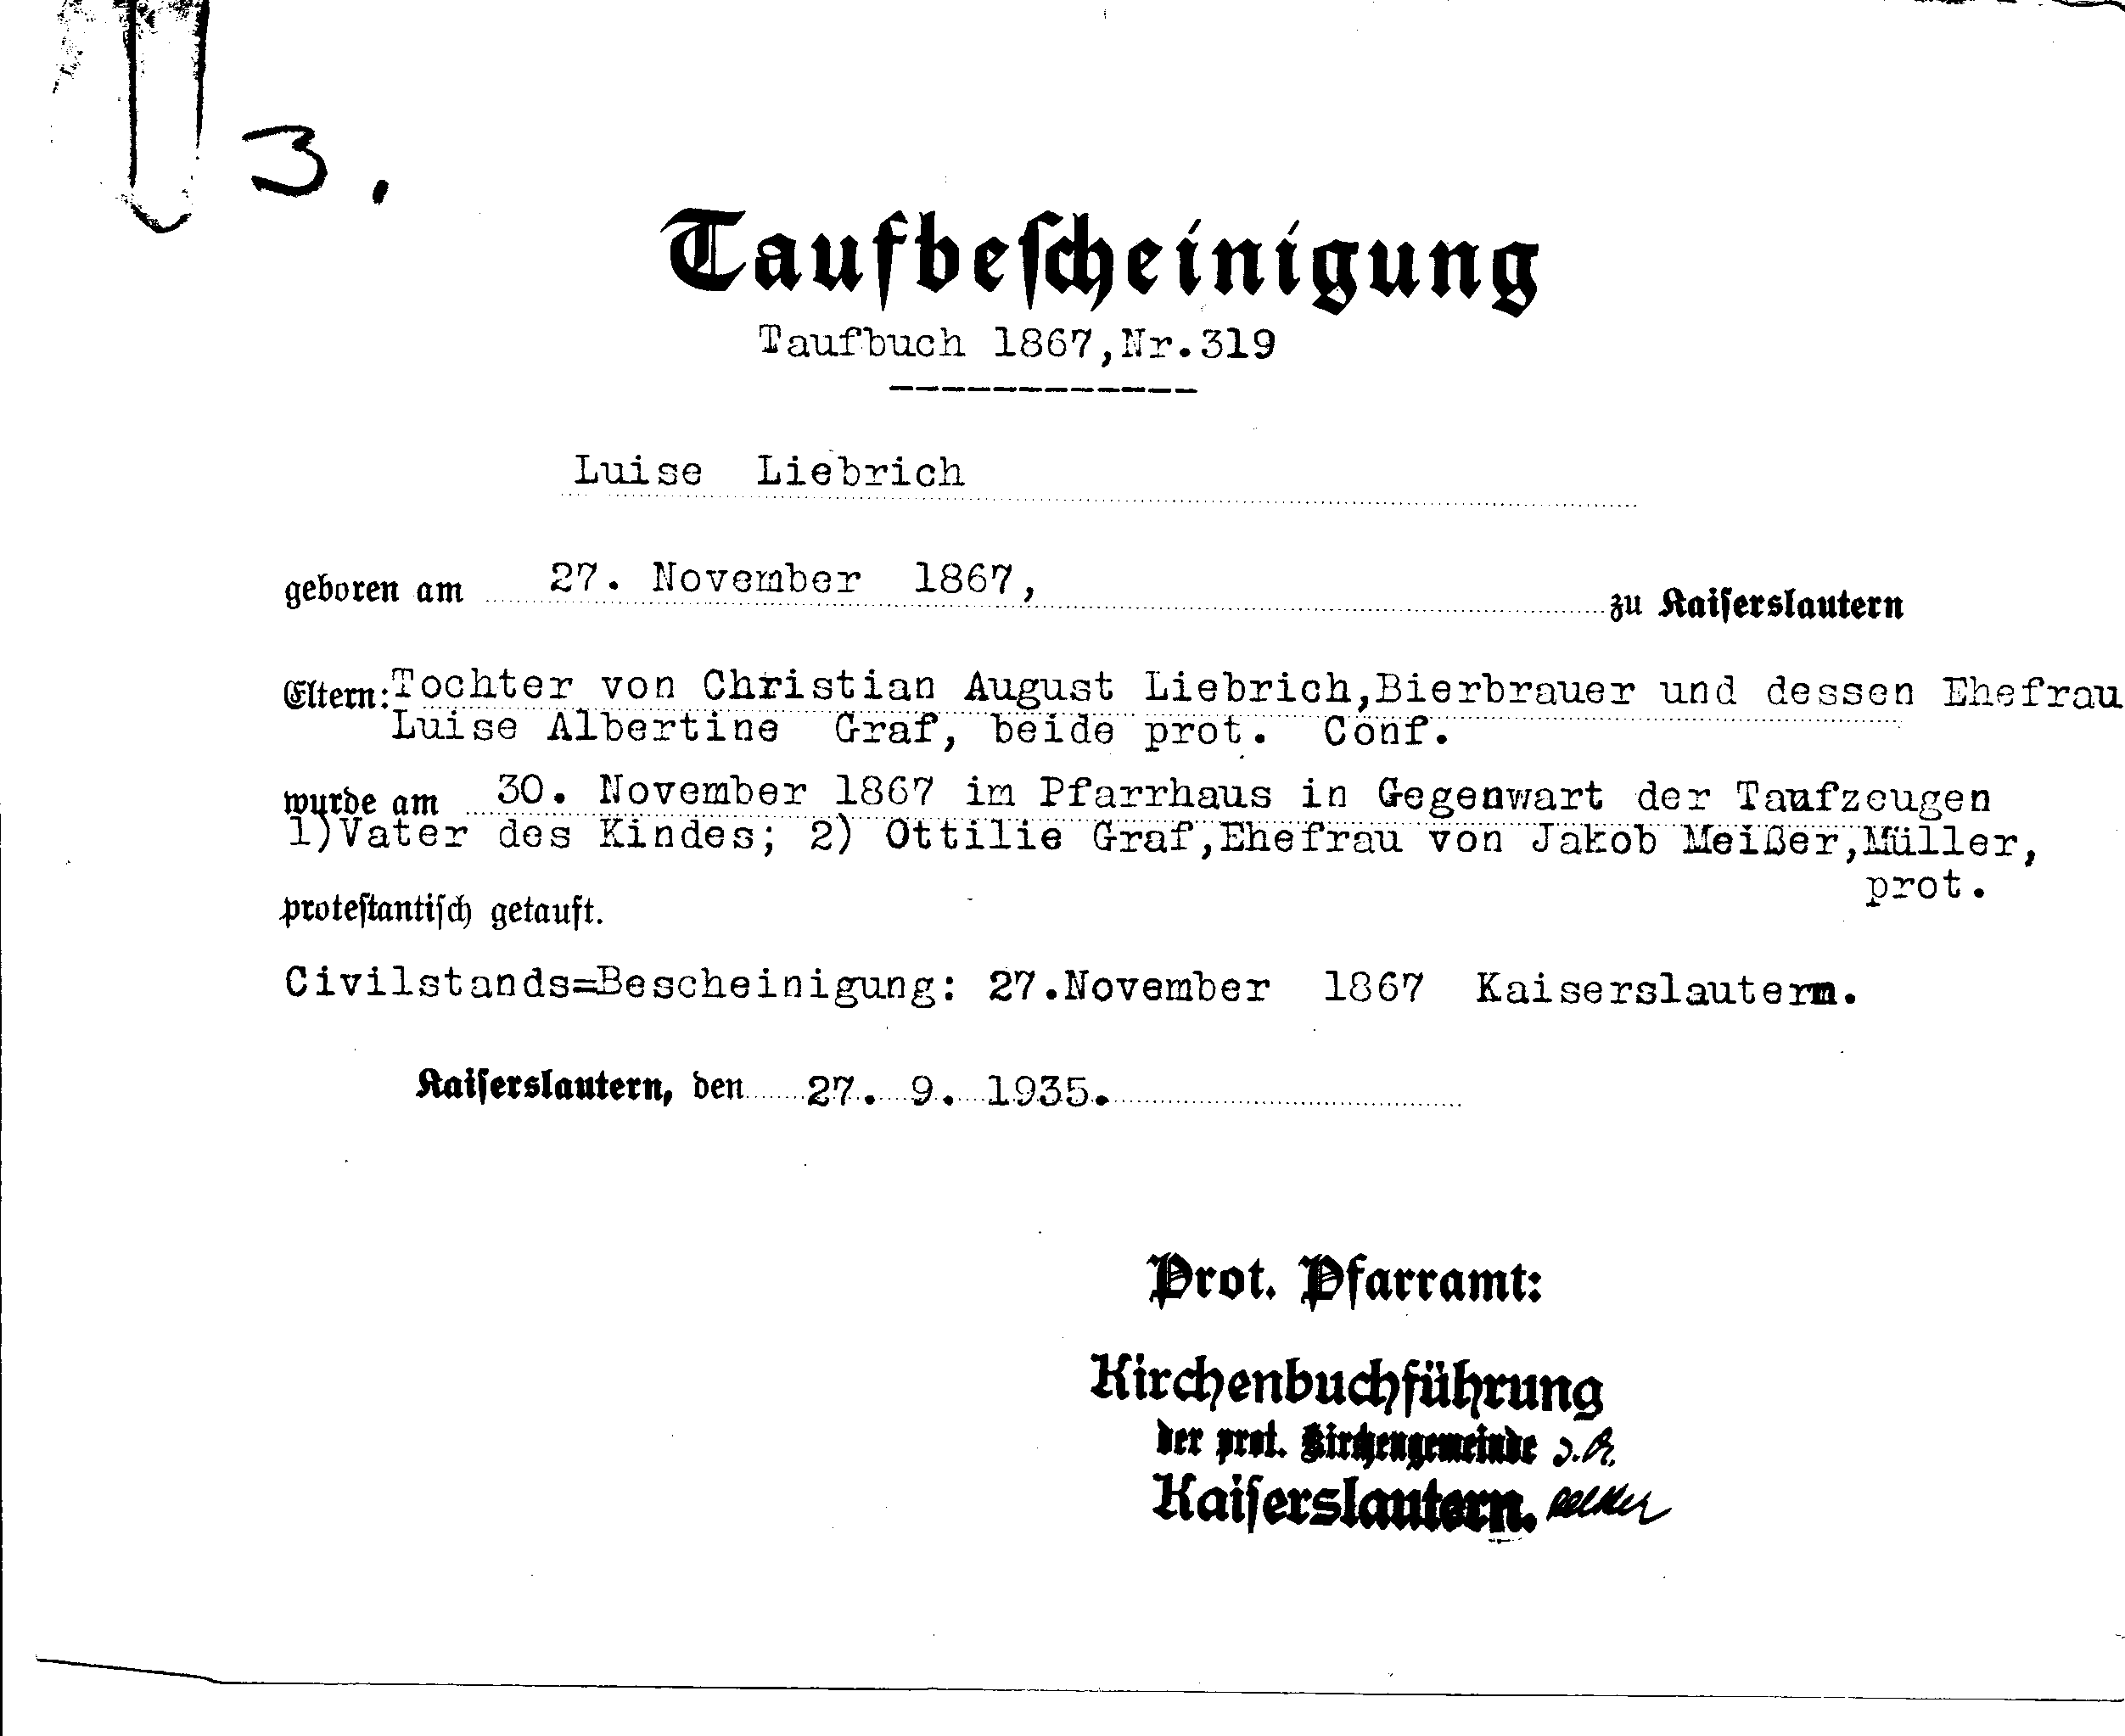 3.
Taufbescheinigung
Taufbuch 1867,Nr.319
Luise Liebrich
geboren am 27. November 1867, zu Kaiserslautern
Eltern: Tochter von Christian August Liebrich,Bierbrauer und dessen Ehefrau
Luise Albertine Graf, beide prot. Conf.
wurde am 30. November 1867 im Pfarrhaus in Gegenwart der Taufzeugen
1)Vater des Kindes; 2) Ottilie Graf,Ehefrau von Jakob Meißer,Müller,
prot.
protestantisch getauft.
Civilstands=Bescheinigung: 27.November 1867 Kaiserslautern.
Kaiserslautern, den 27. 9. 1935.
Prot. Pfarramt:
Kirchenbuchführung
der prot. Kirchengemeinde
Kaiserslautern.